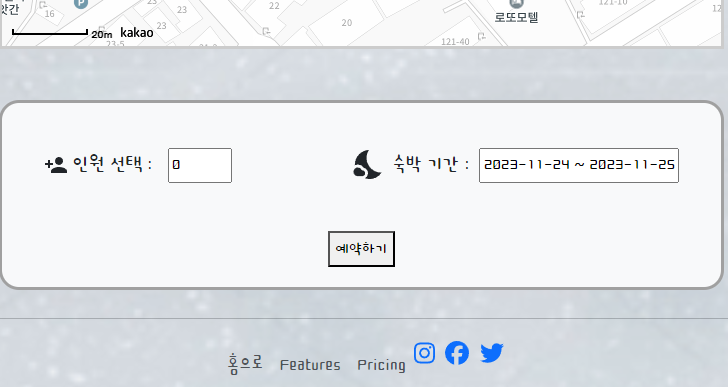 맛간
16
23
23
20
121-10
22
로또모텔
20m kakao
121-40
인원 선택 : 0
숙박 기간 : 2023-11-24 ~ 2023-11-25
예약하기
홈으로 Features Pricing